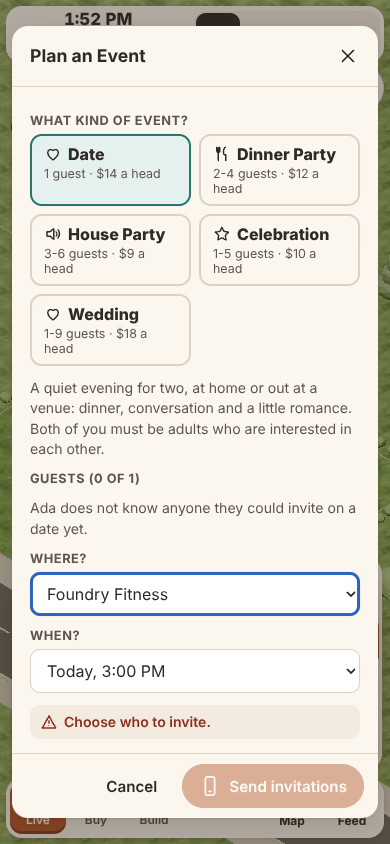 1:52 PM
Plan an Event
WHAT KIND OF EVENT?
Date
1 guest · $14 a head
Dinner Party
2-4 guests · $12 a
head
House Party
3-6 guests · $9 a
head
Celebration
1-5 guests · $10 a
head
Wedding
1-9 guests · $18 a
head
A quiet evening for two, at home or out at a
venue: dinner, conversation and a little romance.
Both of you must be adults who are interested in
each other.
GUESTS (0 OF 1)
Ada does not know anyone they could invite on a
date yet.
WHERE?
Foundry Fitness
WHEN?
Today, 3:00 PM
Choose who to invite.
Cancel
Send invitations
Live
Buy
Build
Map
Feed